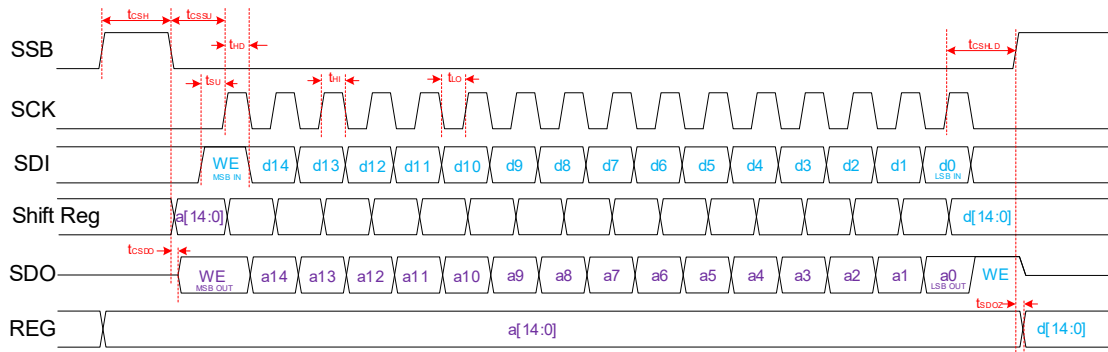 tCSH tCSSU tCSHLD
SSB
tHD
tSU tHI tLO
SCK
SDI WE d14 d13 d12 d11 d10 d9 d8 d7 d6 d5 d4 d3 d2 d1 d0
MSB IN LSB IN
Shift Reg a[14:0] d[14:0]
tCSDO
SDO WE a14 a13 a12 a11 a10 a9 a8 a7 a6 a5 a4 a3 a2 a1 a0 WE
MSB OUT LSB OUT
tSDOZ
REG a[14:0] d[14:0]